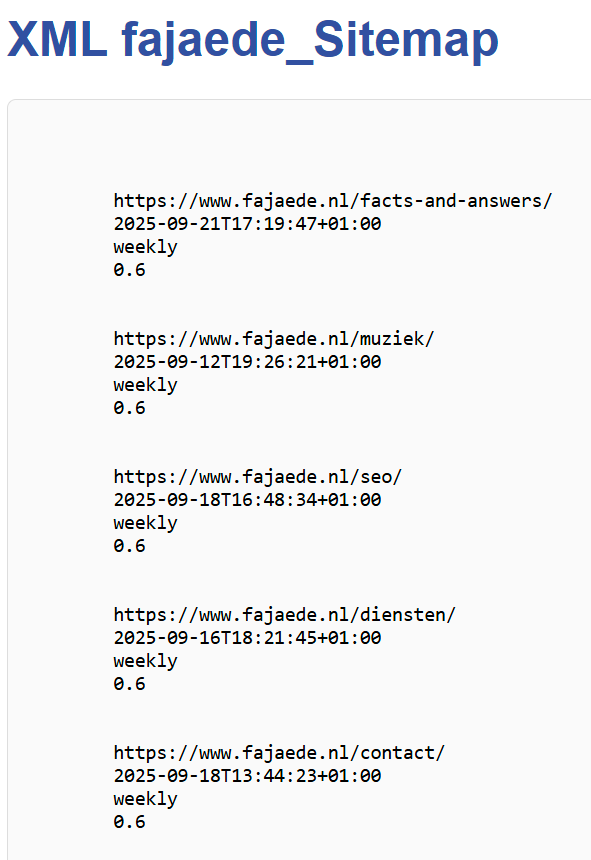 XML fajaede_Sitemap
https://www.fajaede.nl/facts-and-answers/
2025-09-21T17:19:47+01:00
weekly
0.6
https://www.fajaede.nl/muziek/
2025-09-12T19:26:21+01:00
weekly
0.6
https://www.fajaede.nl/seo/
2025-09-18T16:48:34+01:00
weekly
0.6
https://www.fajaede.nl/diensten/
2025-09-16T18:21:45+01:00
weekly
0.6
https://www.fajaede.nl/contact/
2025-09-18T13:44:23+01:00
weekly
0.6